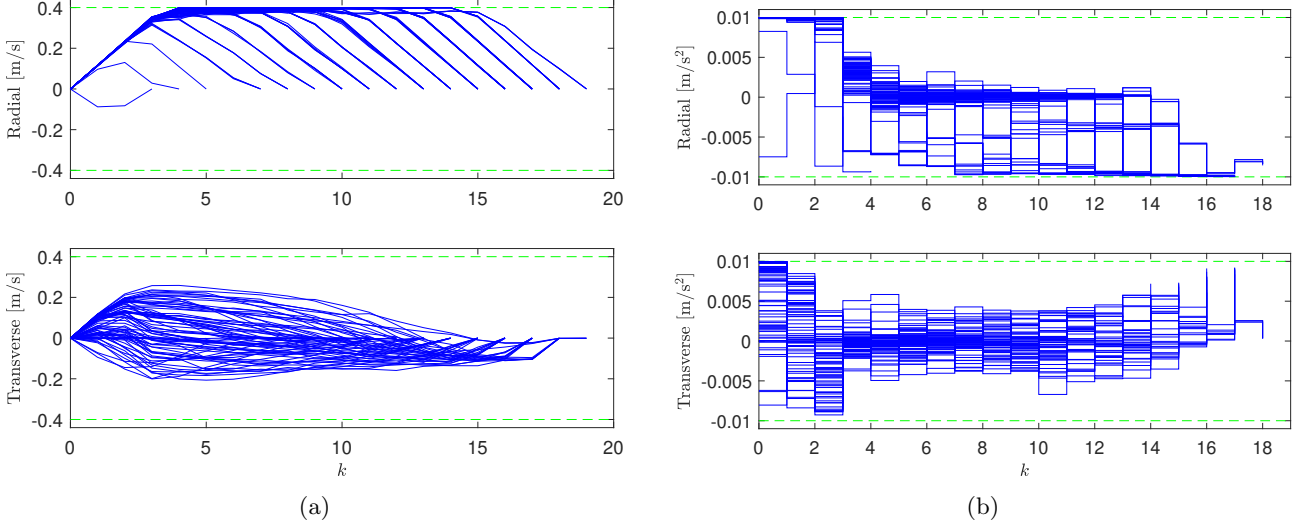 Radial [m/s]
0.4
0.2
0
-0.2
-0.4
0 5 10 15 20
Transverse [m/s]
0.4
0.2
0
-0.2
-0.4
0 5 10 15 20
k
(a)
Radial [m/s²]
0.01
0.005
0
-0.005
-0.01
0 2 4 6 8 10 12 14 16 18
Transverse [m/s²]
0.01
0.005
0
-0.005
-0.01
0 2 4 6 8 10 12 14 16 18
k
(b)